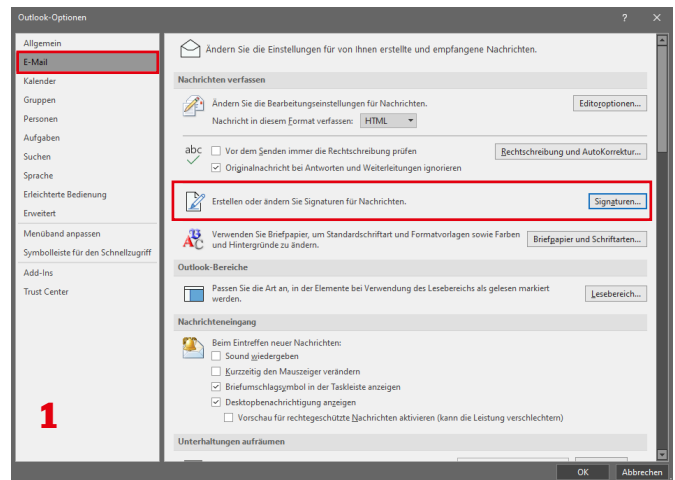 Outlook-Optionen
? ×
Allgemein
E-Mail
Kalender
Gruppen
Personen
Aufgaben
Suchen
Sprache
Erleichterte Bedienung
Erweitert
Menüband anpassen
Symbolleiste für den Schnellzugriff
Add-Ins
Trust Center
1
Ändern Sie die Einstellungen für von Ihnen erstellte und empfangene Nachrichten.
Nachrichten verfassen
Ändern Sie die Bearbeitungseinstellungen für Nachrichten.
Editoroptionen...
Nachricht in diesem Format verfassen: HTML
abc
Vor dem Senden immer die Rechtschreibung prüfen
Rechtschreibung und AutoKorrektur...
Originalnachricht bei Antworten und Weiterleitungen ignorieren
Erstellen oder ändern Sie Signaturen für Nachrichten.
Signaturen...
Verwenden Sie Briefpapier, um Standardschriftart und Formatvorlagen sowie Farben
und Hintergründe zu ändern.
Briefpapier und Schriftarten...
Outlook-Bereiche
Passen Sie die Art an, in der Elemente bei Verwendung des Lesebereichs als gelesen markiert
werden.
Lesebereich...
Nachrichteneingang
Beim Eintreffen neuer Nachrichten:
Sound wiedergeben
Kurzzeitig den Mauszeiger verändern
Briefumschlagsymbol in der Taskleiste anzeigen
Desktopbenachrichtigung anzeigen
Vorschau für rechtegeschützte Nachrichten aktivieren (kann die Leistung verschlechtern)
Unterhaltungen aufräumen
OK
Abbrechen